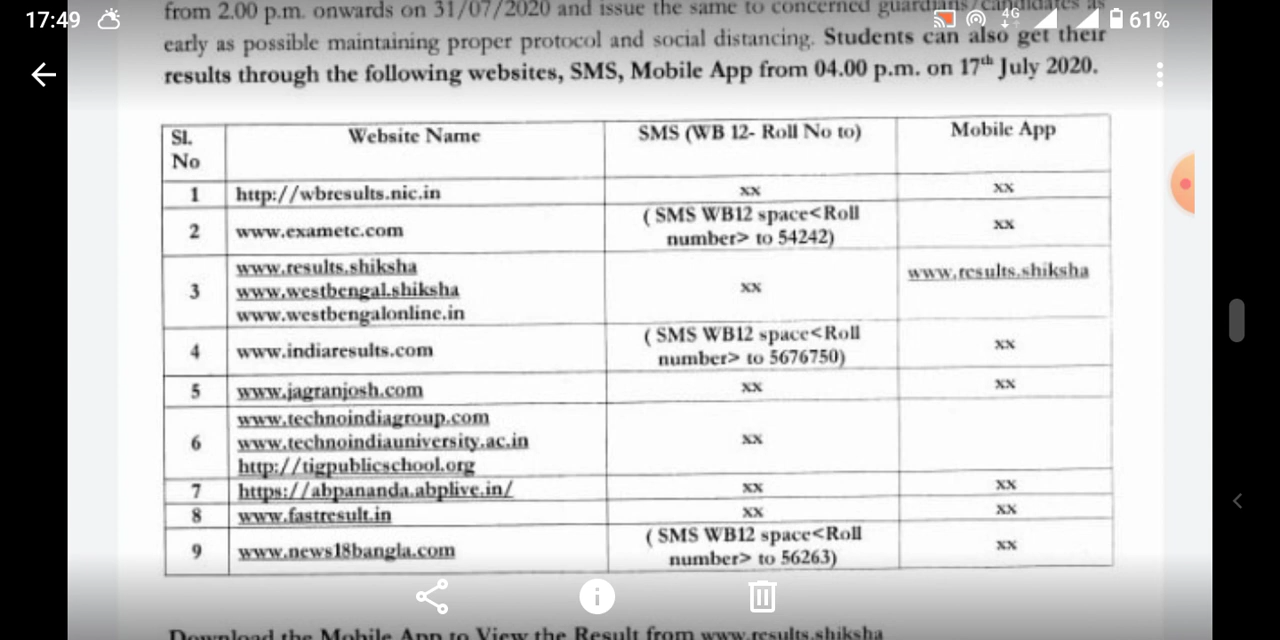 17:49
4G
61%
from 2.00 p.m. onwards on 31/07/2020 and issue the same to concerned guardians/candidates as
early as possible maintaining proper protocol and social distancing. Students can also get their
results through the following websites, SMS, Mobile App from 04.00 p.m. on 17th July 2020.
Sl. No Website Name SMS (WB 12- Roll No to) Mobile App
1 http://wbresults.nic.in xx xx
2 www.exametc.com ( SMS WB12 space<Roll number> to 54242) xx
3 www.results.shiksha
www.westbengal.shiksha xx www.results.shiksha
www.westbengalonline.in
4 www.indiaresults.com ( SMS WB12 space<Roll number> to 5676750) xx
5 www.jagranjosh.com xx xx
6 www.technoindiagroup.com
www.technoindiauniversity.ac.in xx
http://tigpublicschool.org
7 https://abpananda.abplive.in/ xx xx
8 www.fastresult.in xx xx
9 www.news18bangla.com ( SMS WB12 space<Roll number> to 56263) xx
Download the Mobile App to View the Result from www.results.shiksha